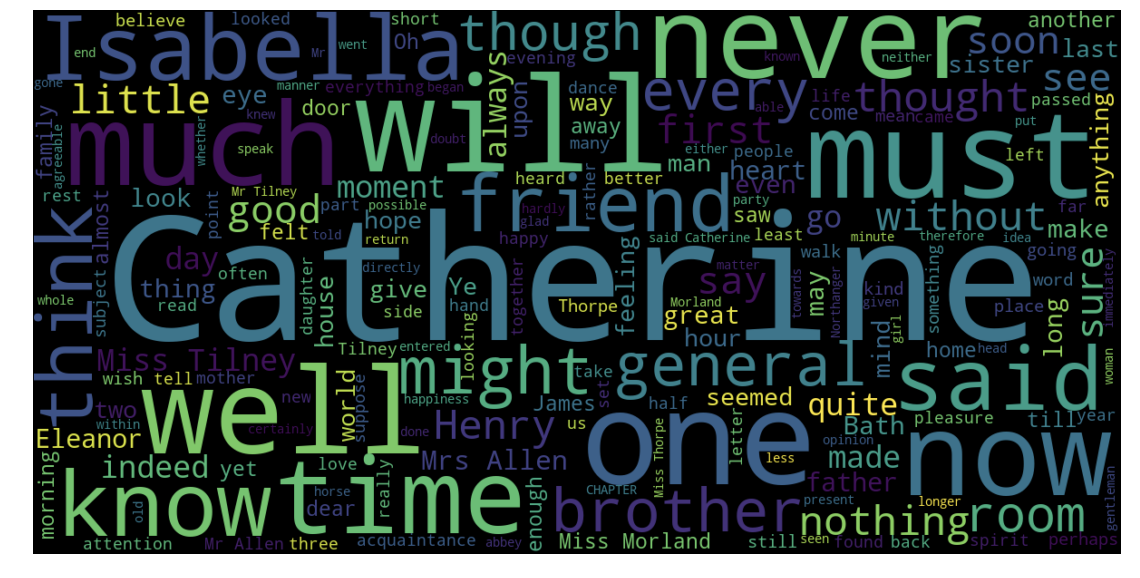 Isabella
believe
looked
short
Oh
though
never
another
soon
last
sister
see
end
Mr
went
evening
known
neither
gone
manner
everything
began
little
eye
door
always
upon
dance
way
away
many
every
able
life
come
thought
mean
came
passed
put
anything
family
agreeable
whether
knew
speak
much
will
doubt
first
man
either
people
heart
left
must
rest
look
point
Mr Tilney
good
felt
moment
part
possible
hope
told
return
heard
better
friend
rather
hardly
glad
even
party
saw
least
go
without
far
make
think
almost
subject
day
often
thing
read
whole
Catherine
happy
directly
daughter
house
give
side
Ye
hand
together
said Catherine
matter
Thorpe
Morland
great
say
feeling
towards
Northanger
may
minute
walk
kind
given
girl
therefore
idea
something
going
word
place
long
sure
immediately
Miss Tilney
wish
tell
mother
two
within
new
world
suppose
Tilney
entered
might
looking
happiness
take
set
hour
general
mind
home
head
said
woman
James
half
us
seemed
quite
Bath
pleasure
till
year
well
certainly
done
Henry
Mrs Allen
letter
Miss Thorpe
less
one
opinion
made
father
now
Eleanor
morning
indeed
yet
love
really
know
old
time
horse
dear
enough
CHAPTER
brother
present
longer
nothing
room
gentleman
attention
Mr Allen
three
abbey
acquaintance
Miss Morland
still
seen
found
back
spirit
perhaps